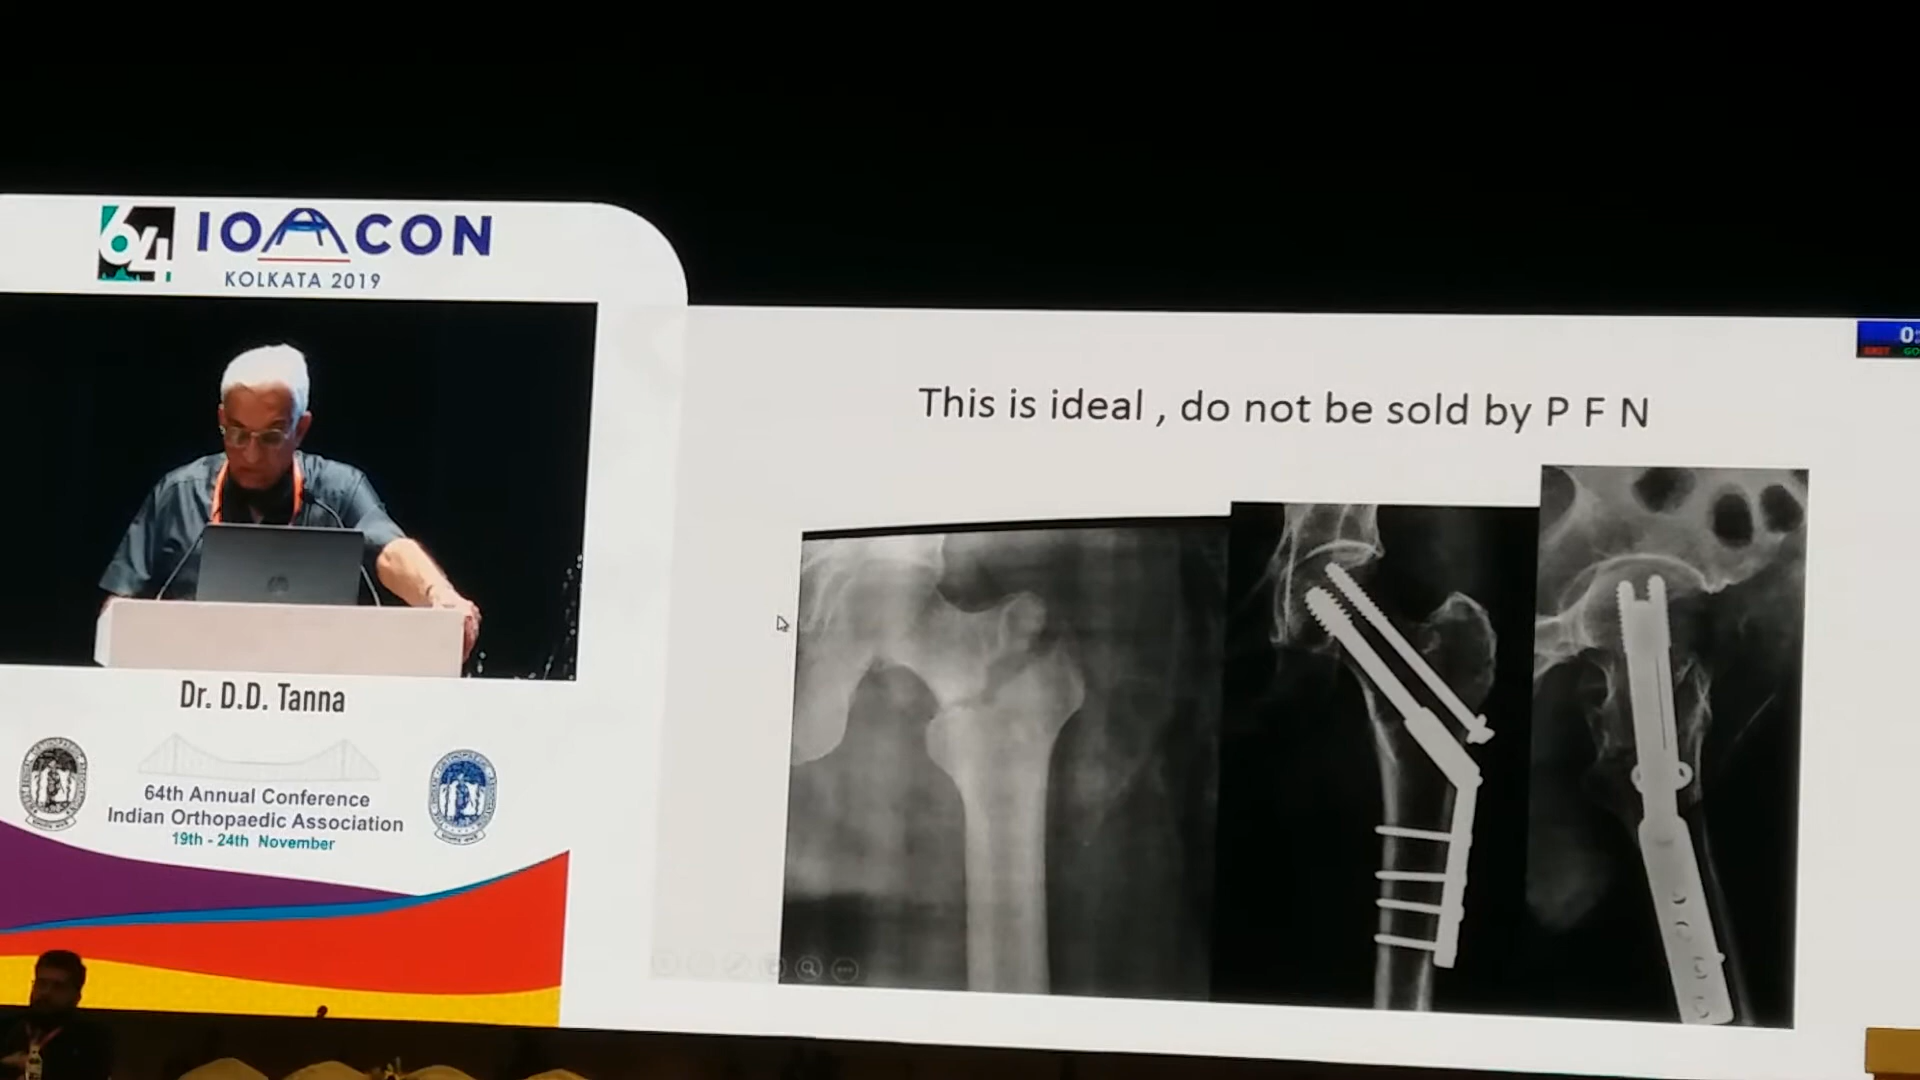 64 IOACON
KOLKATA 2019
This is ideal , do not be sold by P F N
Dr. D.D. Tanna
64th Annual Conference
Indian Orthopaedic Association
19th - 24th November